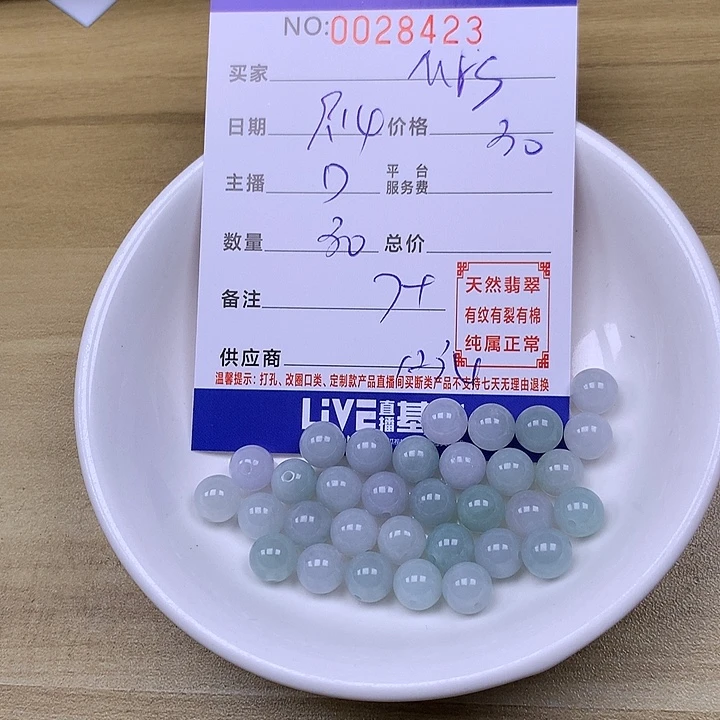 NO:0028423
买家 Mrs
日期 价格 30
主播 平台服务费
数量 30 总价
备注
天然翡翠
有纹有裂有棉
纯属正常
供应商
温馨提示:打孔、改圈口类、定制款产品直播间买断类产品不支持七天无理由退换
LiVE 直播基